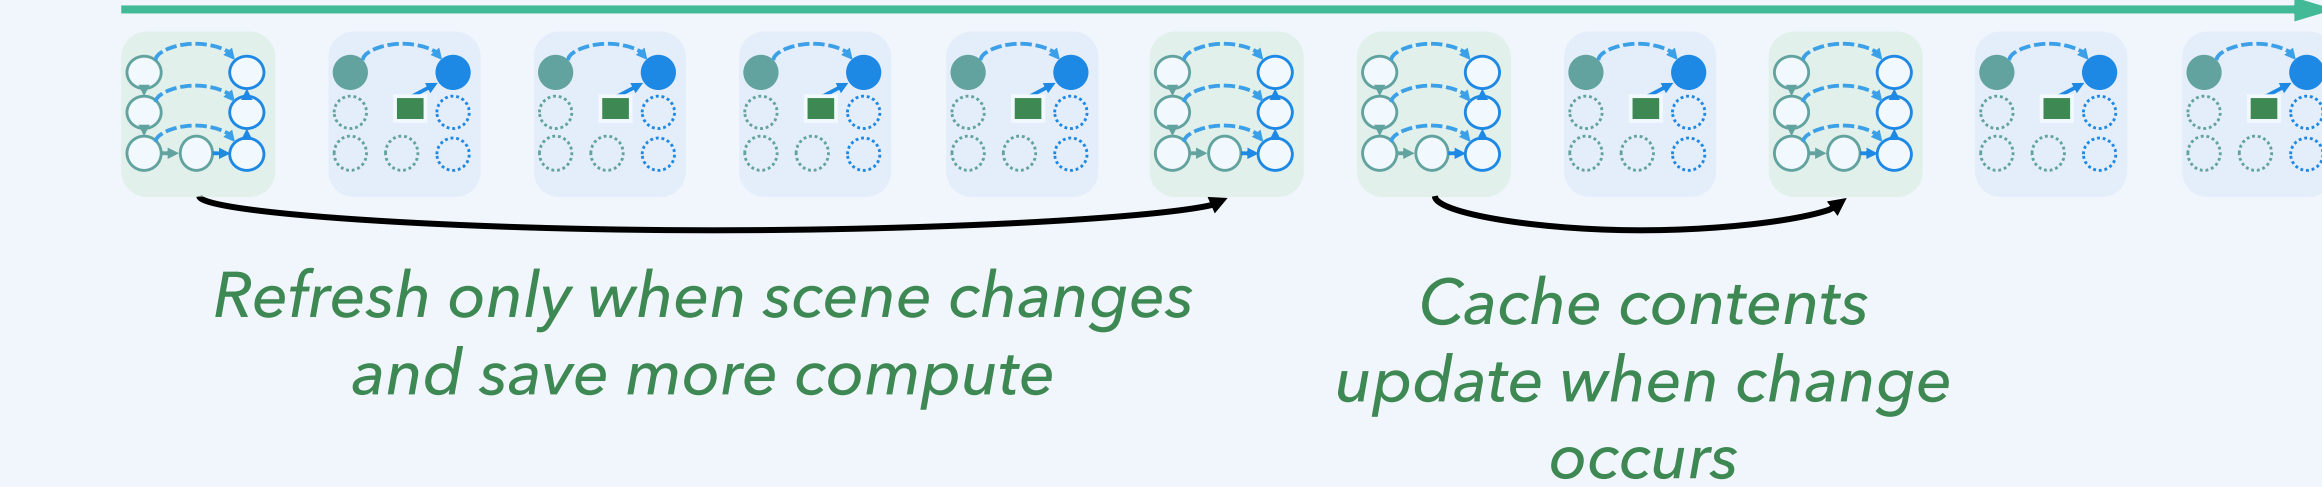 Refresh only when scene changes
and save more compute
Cache contents
update when change
occurs